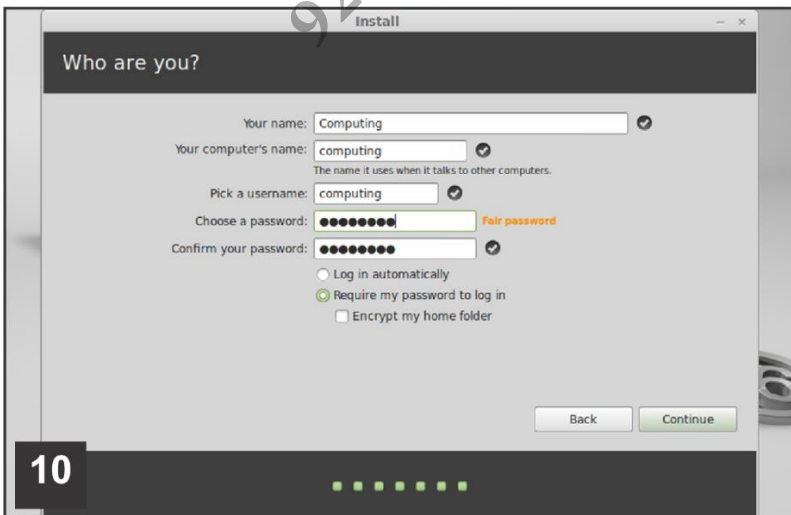 92
Install
Who are you?
Your name: Computing
Your computer's name: computing
The name it uses when it talks to other computers.
Pick a username: computing
Choose a password: ●●●●●●●● Fair password
Confirm your password: ●●●●●●●●
Log in automatically
Require my password to log in
Encrypt my home folder
Back Continue
10